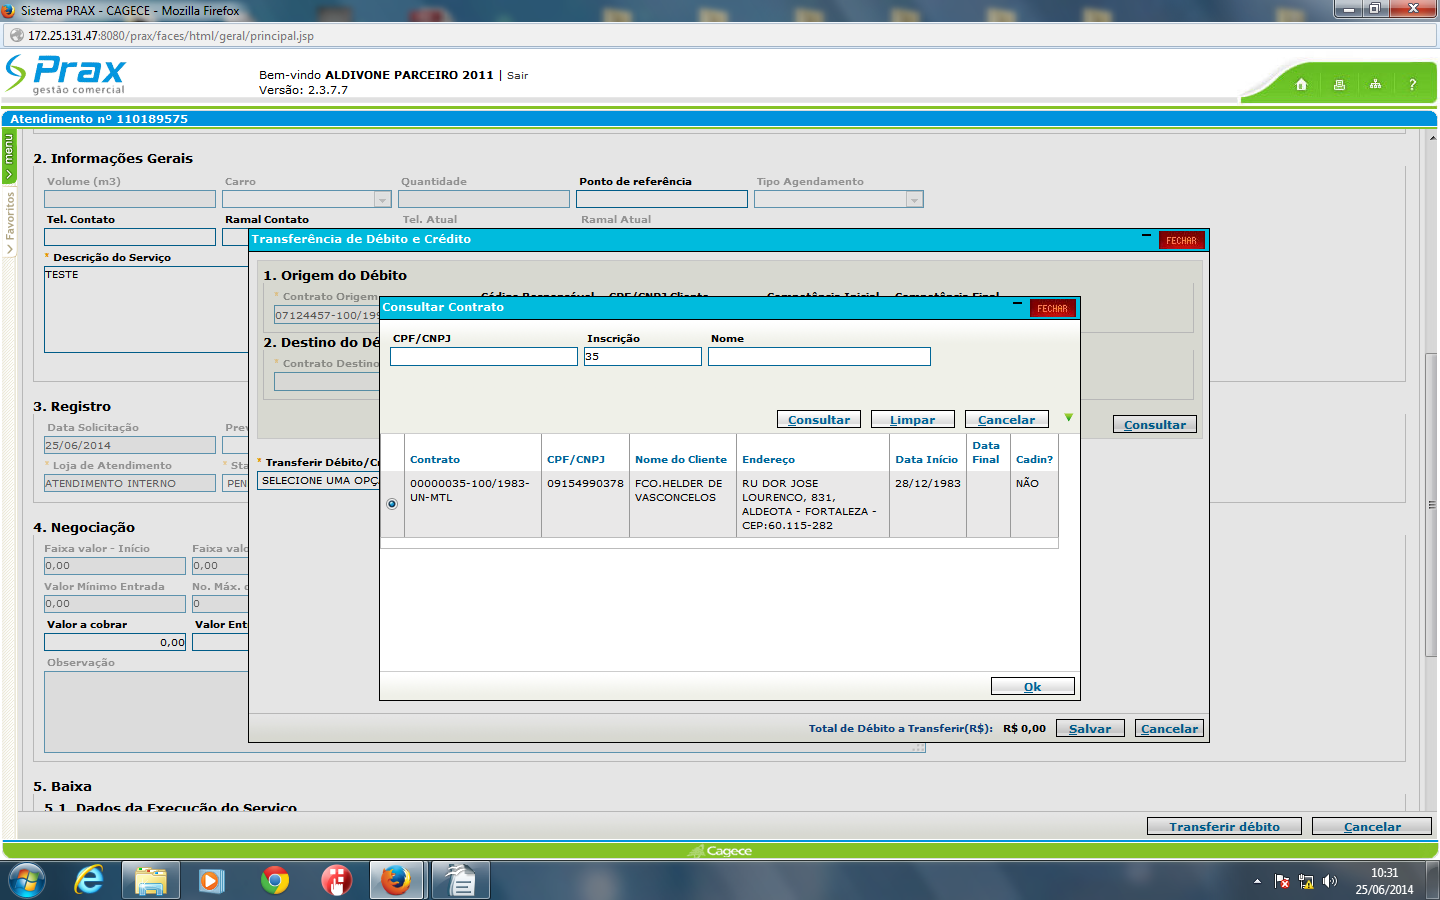 Sistema PRAX - CAGECE - Mozilla Firefox
172.25.131.47:8080/prax/faces/html/geral/principal.jsp
Prax
gestão comercial
Bem-vindo ALDIVONE PARCEIRO 2011 | Sair
Versão: 2.3.7.7
?
Atendimento nº 110189575
menu
Favoritos
2. Informações Gerais
Volume (m3) Carro Quantidade Ponto de referência Tipo Agendamento
Tel. Contato Ramal Contato Tel. Atual Ramal Atual
* Descrição do Serviço
TESTE
Transferência de Débito e Crédito FECHAR
1. Origem do Débito
* Contrato Origem Código Responsável CPF/CNPJ Cliente Competência Inicial Competência Final
07124457-100/199
2. Destino do Dé
* Contrato Destino
Consultar
* Transferir Débito/Cr
SELECIONE UMA OPÇ
Consultar Contrato FECHAR
CPF/CNPJ Inscrição Nome
35
Consultar Limpar Cancelar
Contrato CPF/CNPJ Nome do Cliente Endereço Data Início Data Final Cadin?
00000035-100/1983-UN-MTL 09154990378 FCO.HELDER DE VASCONCELOS RU DOR JOSE LOURENCO, 831, ALDEOTA - FORTALEZA - CEP:60.115-282 28/12/1983 NÃO
Ok
Total de Débito a Transferir(R$): R$ 0,00 Salvar Cancelar
3. Registro
Data Solicitação Prev
25/06/2014
* Loja de Atendimento * Sta
ATENDIMENTO INTERNO PEN
4. Negociação
Faixa valor - Início Faixa valo
0,00 0,00
Valor Mínimo Entrada No. Máx. d
0,00 0
Valor a cobrar Valor Ent
0,00
Observação
5. Baixa
5.1. Dados da Execução do Serviço
Transferir débito Cancelar
Cagece
10:31
25/06/2014